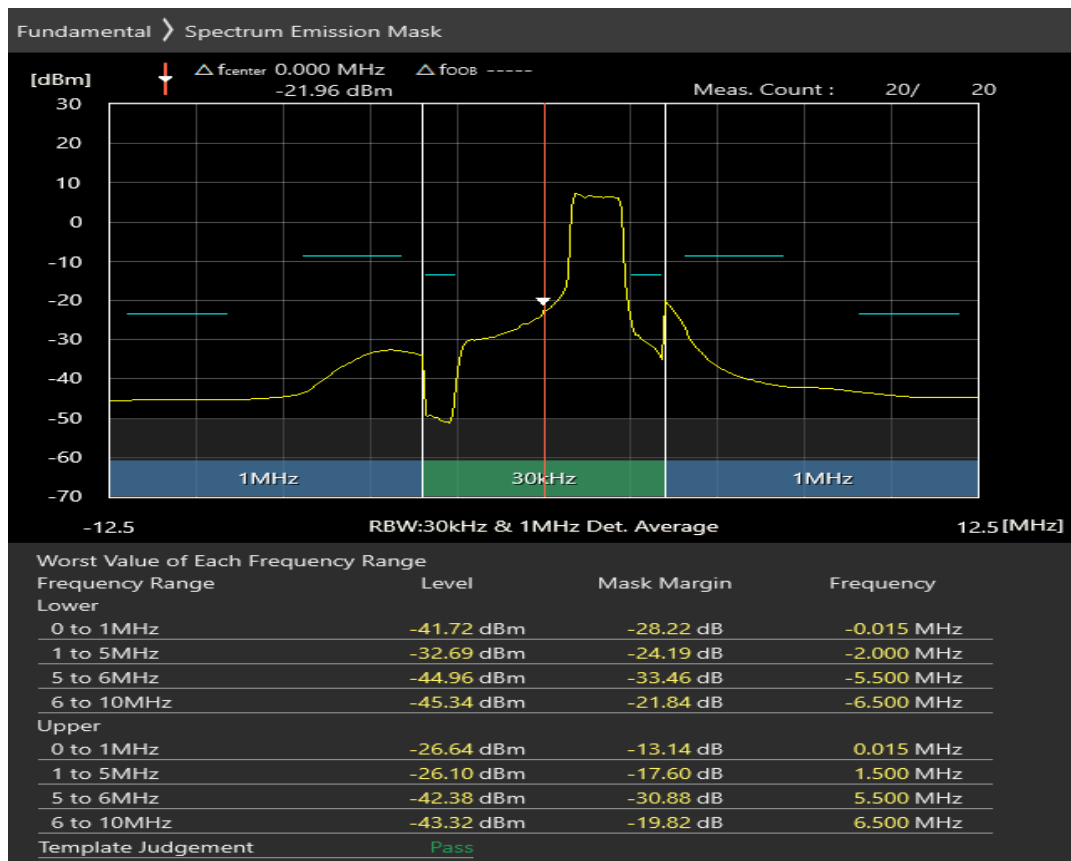 Fundamental ❯ Spectrum Emission Mask
[dBm] △ fcenter 0.000 MHz △ fOOB -----
-21.96 dBm Meas. Count : 20/ 20
30
20
10
0
-10
-20
-30
-40
-50
-60
-70
1MHz 30kHz 1MHz
-12.5 RBW:30kHz & 1MHz Det. Average 12.5 [MHz]
Worst Value of Each Frequency Range
Frequency Range Level Mask Margin Frequency
Lower
0 to 1MHz -41.72 dBm -28.22 dB -0.015 MHz
1 to 5MHz -32.69 dBm -24.19 dB -2.000 MHz
5 to 6MHz -44.96 dBm -33.46 dB -5.500 MHz
6 to 10MHz -45.34 dBm -21.84 dB -6.500 MHz
Upper
0 to 1MHz -26.64 dBm -13.14 dB 0.015 MHz
1 to 5MHz -26.10 dBm -17.60 dB 1.500 MHz
5 to 6MHz -42.38 dBm -30.88 dB 5.500 MHz
6 to 10MHz -43.32 dBm -19.82 dB 6.500 MHz
Template Judgement Pass